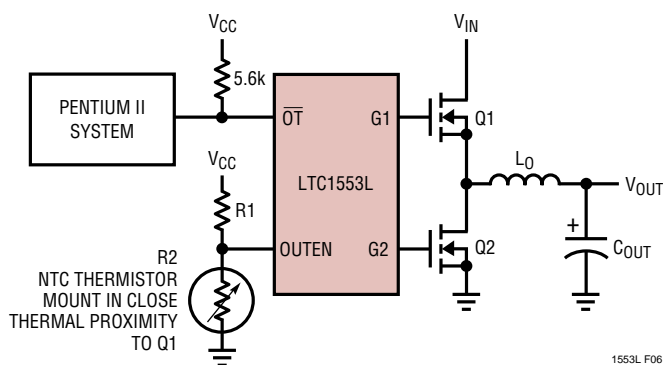 VCC
5.6k
PENTIUM II
SYSTEM
OT
G1
VIN
Q1
LTC1553L
VCC
R1
OUTEN
G2
Q2
LO
VOUT
+
COUT
R2
NTC THERMISTOR
MOUNT IN CLOSE
THERMAL PROXIMITY
TO Q1
1553L F06